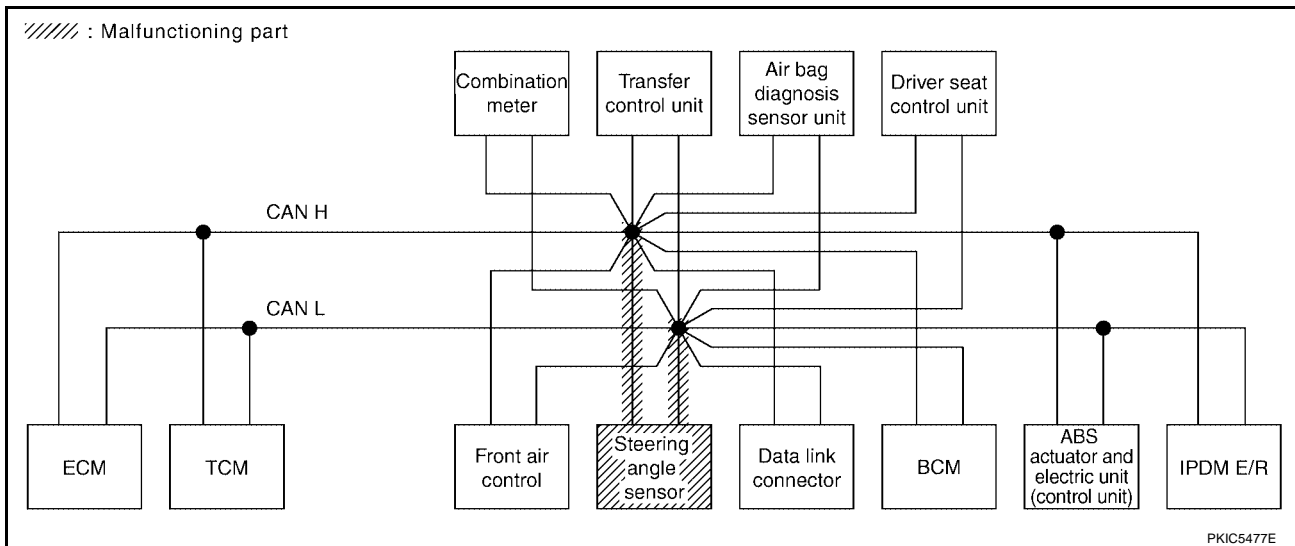 : Malfunctioning part
Combination
meter
Transfer
control unit
Air bag
diagnosis
sensor unit
Driver seat
control unit
CAN H
CAN L
ECM
TCM
Front air
control
Steering
angle
sensor
Data link
connector
BCM
ABS
actuator and
electric unit
(control unit)
IPDM E/R
PKIC5477E